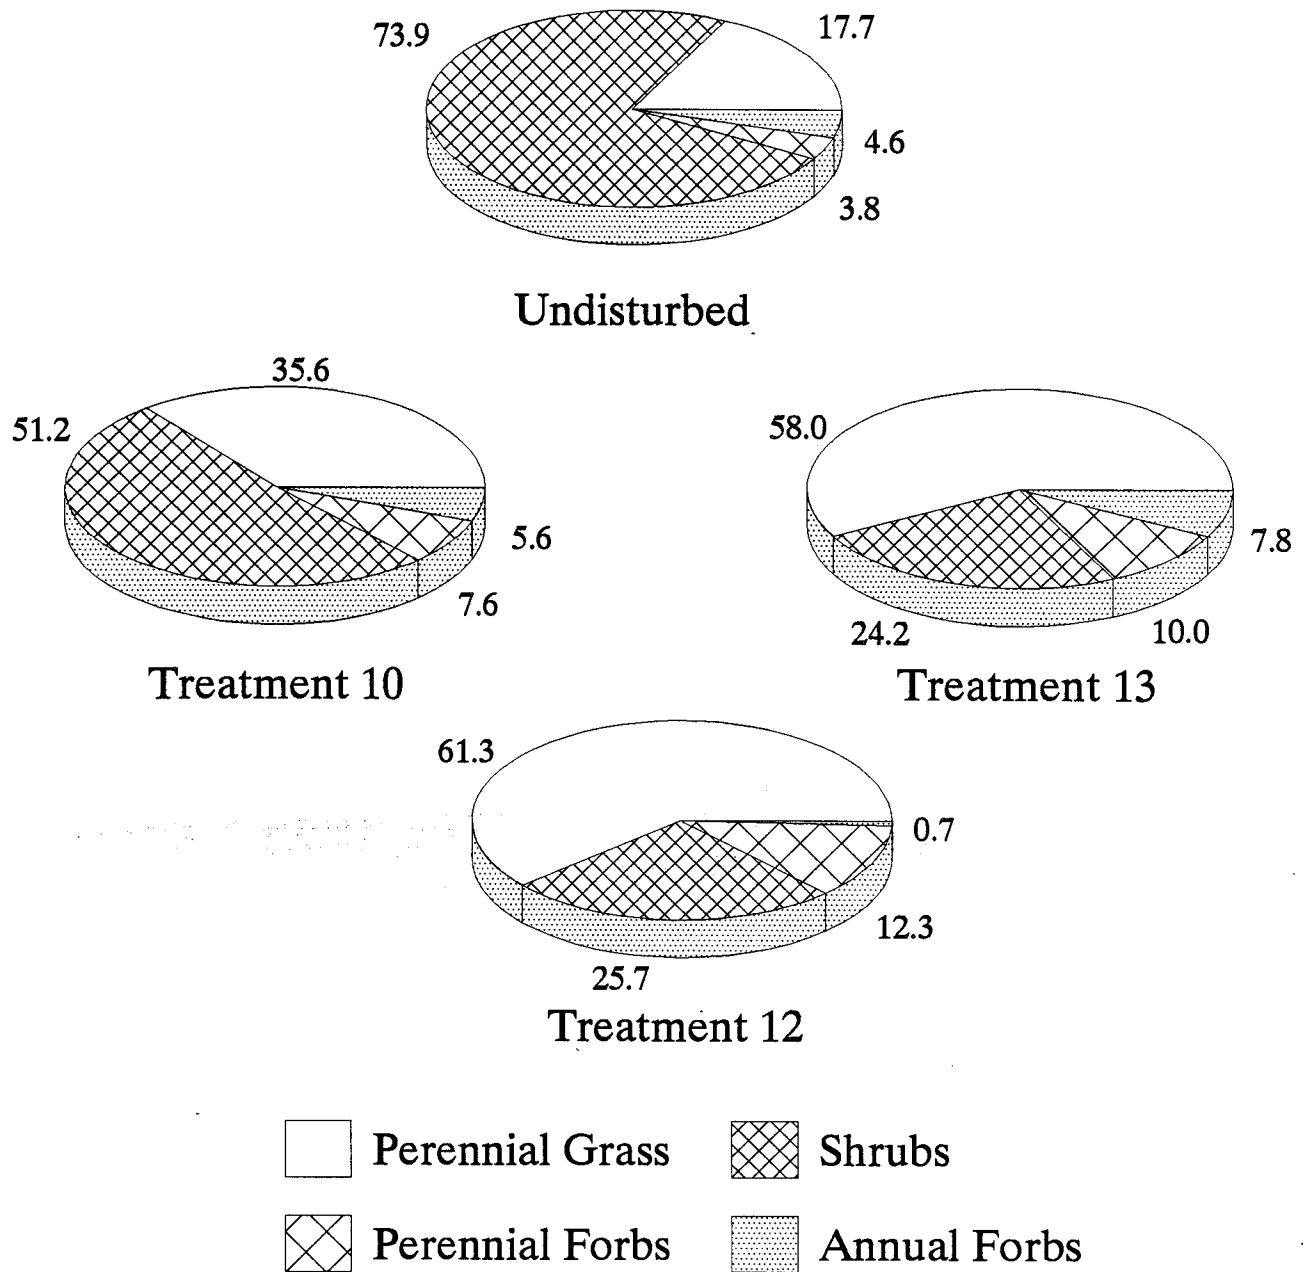 73.9
17.7
4.6
3.8
Undisturbed
35.6
51.2
5.6
7.6
Treatment 10
58.0
7.8
24.2
10.0
Treatment 13
61.3
0.7
12.3
25.7
Treatment 12
Perennial Grass
Shrubs
Perennial Forbs
Annual Forbs